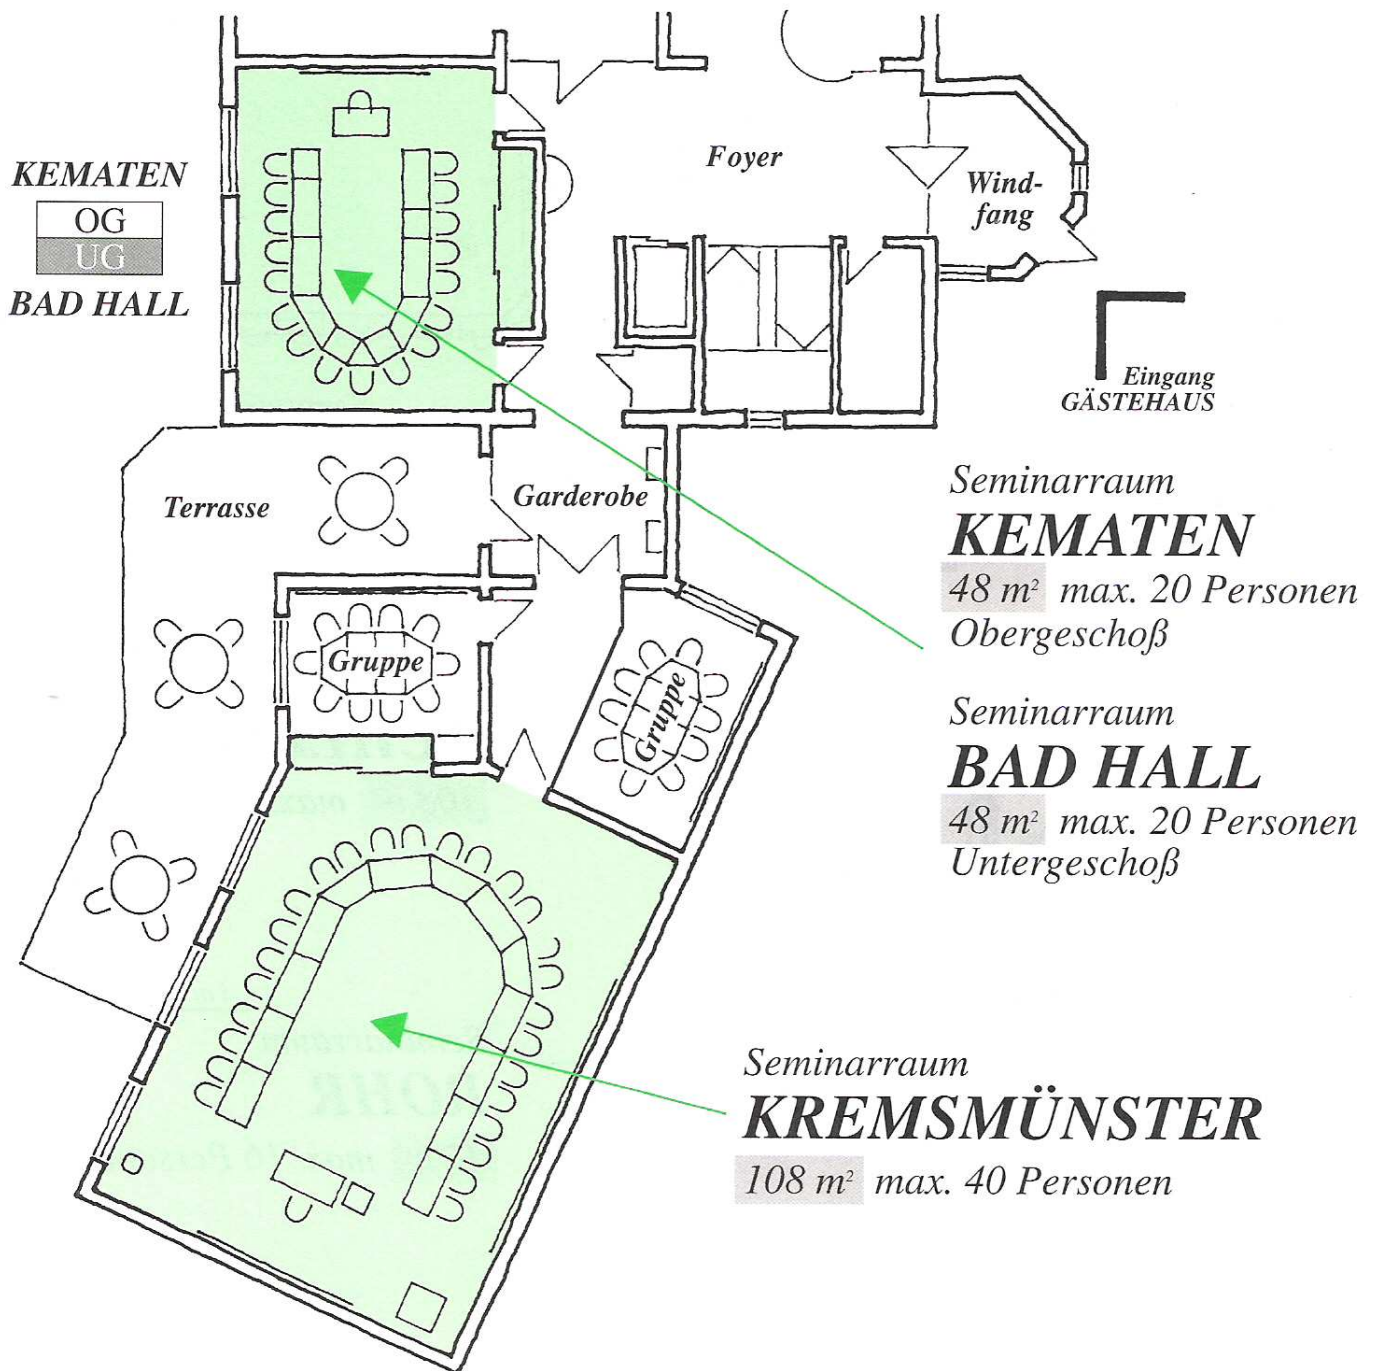 KEMATEN
OG
UG
BAD HALL
Foyer
Wind-
fang
Eingang
GÄSTEHAUS
Terrasse
Garderobe
Gruppe
Gruppe
Seminarraum
KEMATEN
48 m² max. 20 Personen
Obergeschoß
Seminarraum
BAD HALL
48 m² max. 20 Personen
Untergeschoß
Seminarraum
KREMSMÜNSTER
108 m² max. 40 Personen